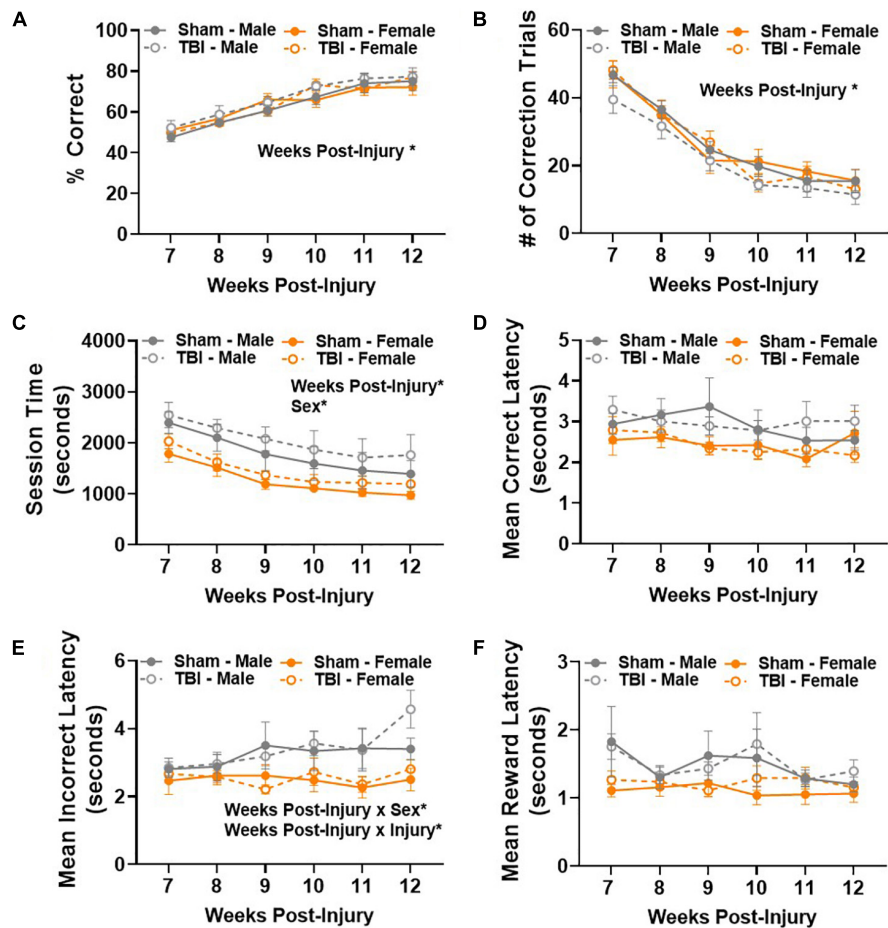 A
Sham - Male
Sham - Female
TBI - Male
TBI - Female
100
80
60
40
20
0
% Correct
Weeks Post-Injury *
7 8 9 10 11 12
Weeks Post-Injury
B
Sham - Male
Sham - Female
TBI - Male
TBI - Female
60
40
20
0
# of Correction Trials
Weeks Post-Injury *
7 8 9 10 11 12
Weeks Post-Injury
C
Sham - Male
Sham - Female
TBI - Male
TBI - Female
4000
3000
2000
1000
0
Session Time
(seconds)
Weeks Post-Injury*
Sex*
7 8 9 10 11 12
Weeks Post-Injury
D
Sham - Male
Sham - Female
TBI - Male
TBI - Female
5
4
3
2
1
0
Mean Correct Latency
(seconds)
7 8 9 10 11 12
Weeks Post-Injury
E
Sham - Male
Sham - Female
TBI - Male
TBI - Female
6
4
2
0
Mean Incorrect Latency
(seconds)
Weeks Post-Injury x Sex*
Weeks Post-Injury x Injury*
7 8 9 10 11 12
Weeks Post-Injury
F
Sham - Male
Sham - Female
TBI - Male
TBI - Female
3
2
1
0
Mean Reward Latency
(seconds)
7 8 9 10 11 12
Weeks Post-Injury